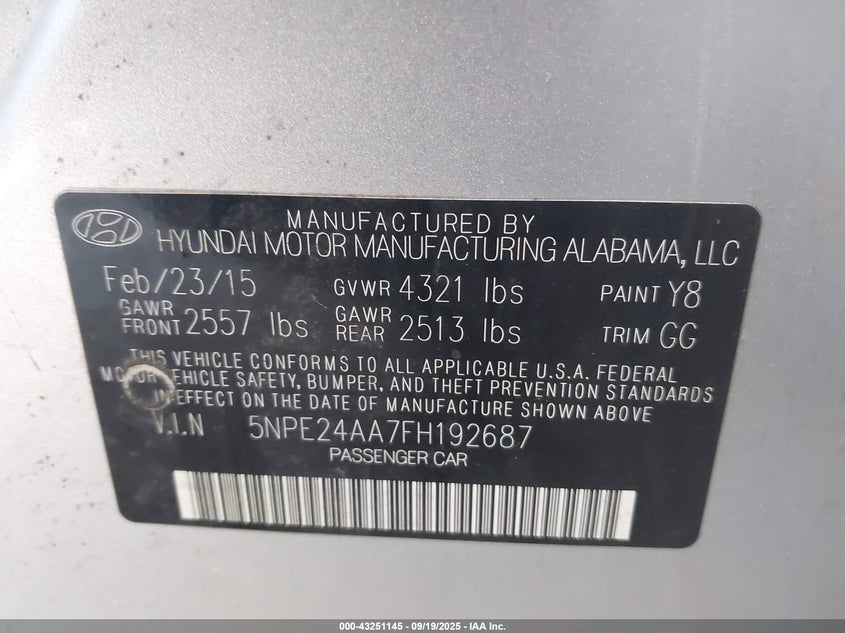 MANUFACTURED BY
HYUNDAI MOTOR MANUFACTURING ALABAMA, LLC
Feb/23/15 GVWR 4321 lbs PAINT Y8
GAWR FRONT 2557 lbs GAWR REAR 2513 lbs TRIM GG
THIS VEHICLE CONFORMS TO ALL APPLICABLE U.S.A. FEDERAL
MOTOR VEHICLE SAFETY, BUMPER, AND THEFT PREVENTION STANDARDS
IN EFFECT ON THE DATE OF MANUFACTURE SHOWN ABOVE
V.I.N 5NPE24AA7FH192687
PASSENGER CAR
000-43251145 - 09/19/2025 - IAA Inc.